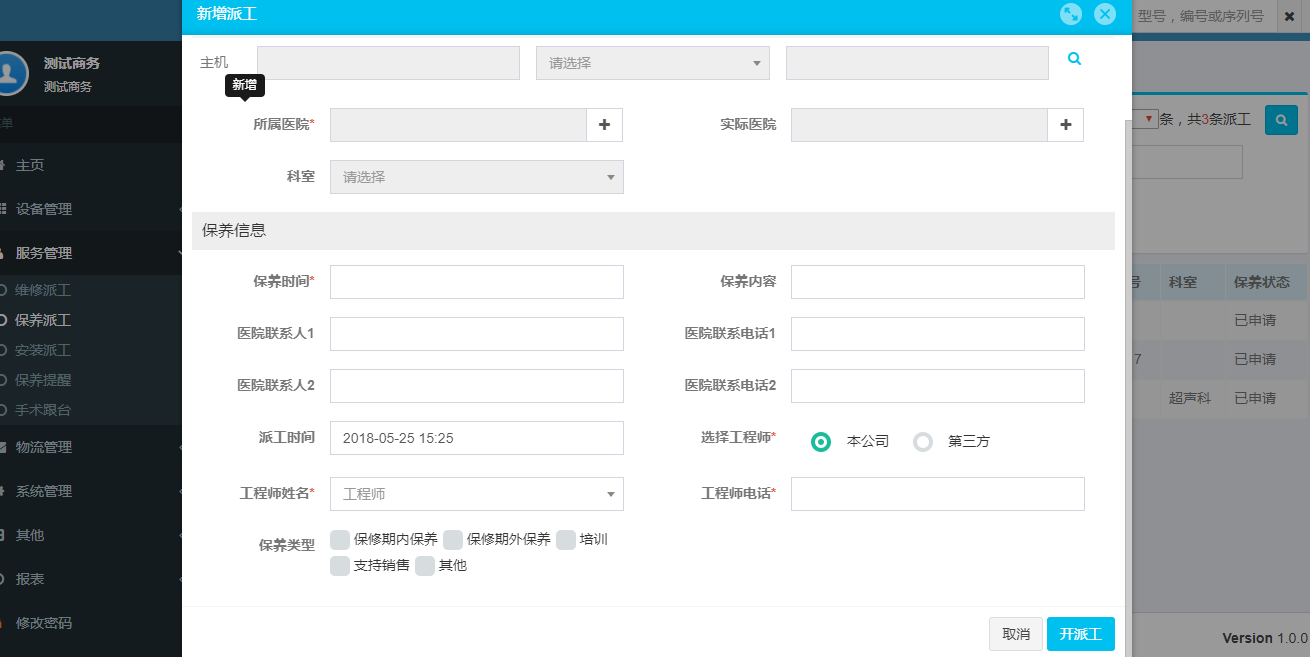 新增派工
型号，编号或序列号
测试商务
测试商务
单
主页
设备管理
服务管理
维修派工
保养派工
安装派工
保养提醒
手术跟台
物流管理
系统管理
其他
报表
修改密码
主机
请选择
新增
所属医院*
实际医院
科室
请选择
保养信息
保养时间*
保养内容
医院联系人1
医院联系电话1
医院联系人2
医院联系电话2
派工时间
2018-05-25 15:25
选择工程师*
本公司
第三方
工程师姓名*
工程师
工程师电话*
保养类型
保修期内保养 保修期外保养 培训
支持销售 其他
取消
开派工
条，共3条派工
号 科室 保养状态
已申请
7 已申请
超声科 已申请
Version 1.0.0